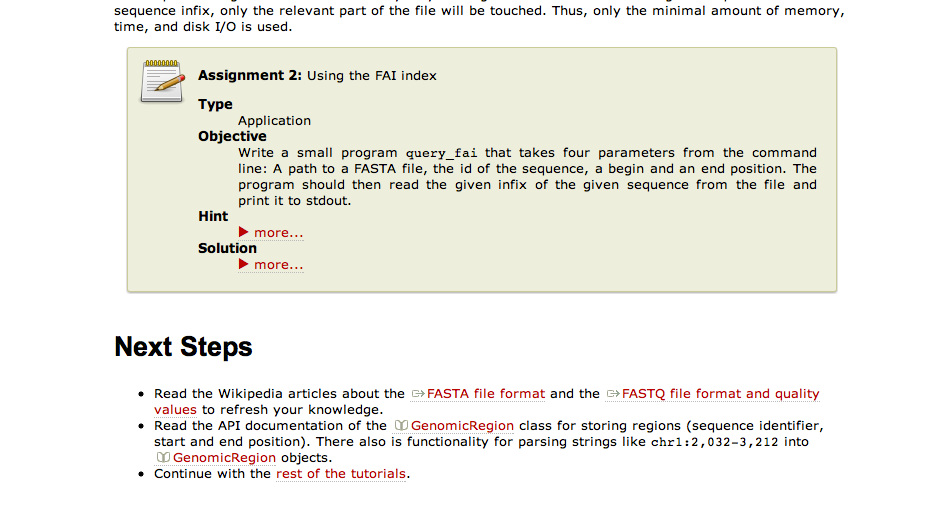 sequence infix, only the relevant part of the file will be touched. Thus, only the minimal amount of memory,
time, and disk I/O is used.
Assignment 2: Using the FAI index
Type
Application
Objective
Write a small program query_fai that takes four parameters from the command
line: A path to a FASTA file, the id of the sequence, a begin and an end position. The
program should then read the given infix of the given sequence from the file and
print it to stdout.
Hint
▶ more...
Solution
▶ more...
Next Steps
• Read the Wikipedia articles about the FASTA file format and the FASTQ file format and quality
values to refresh your knowledge.
• Read the API documentation of the GenomicRegion class for storing regions (sequence identifier,
start and end position). There also is functionality for parsing strings like chr1:2,032-3,212 into
GenomicRegion objects.
• Continue with the rest of the tutorials.